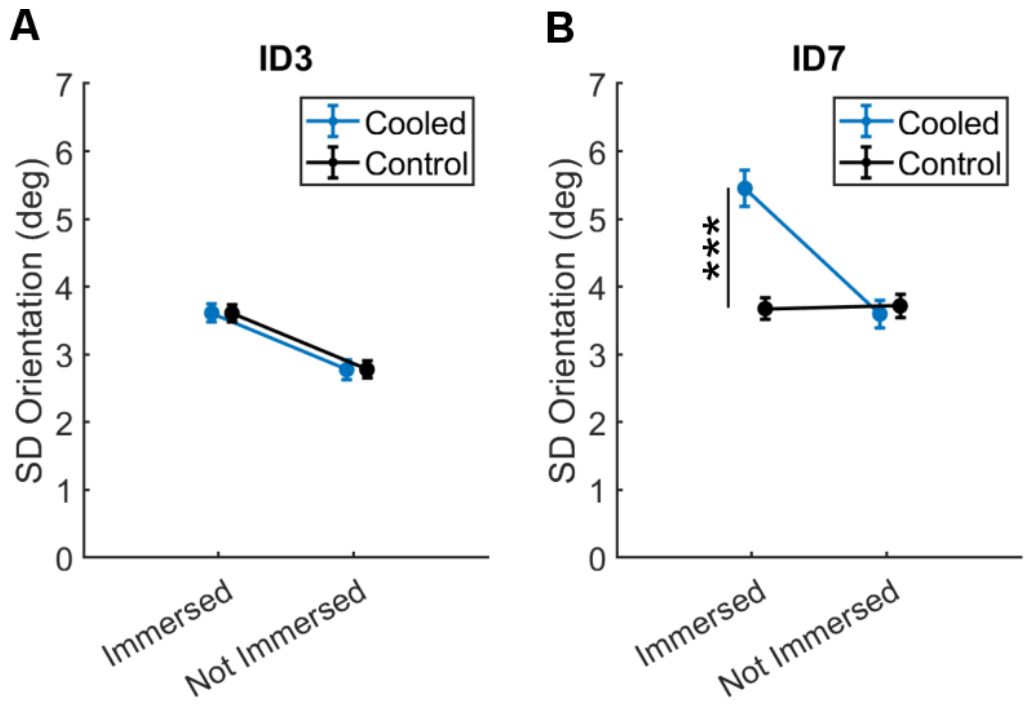 A
ID3
Cooled
Control
SD Orientation (deg)
7
6
5
4
3
2
1
0
Immersed
Not Immersed
B
ID7
Cooled
Control
***
SD Orientation (deg)
7
6
5
4
3
2
1
0
Immersed
Not Immersed